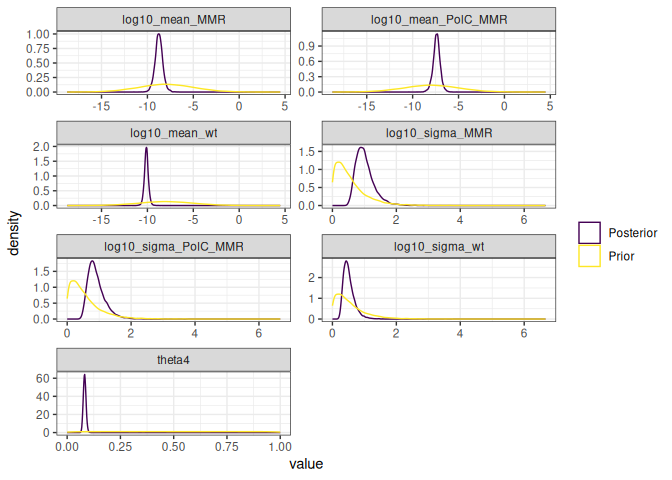 log10_mean_MMR
log10_mean_PolC_MMR
1.00
0.75
0.50
0.25
0.00
0.9
0.6
0.3
0.0
-15 -10 -5 0 5
-15 -10 -5 0 5
log10_mean_wt
log10_sigma_MMR
2.0
1.5
1.0
0.5
0.0
1.5
1.0
0.5
0.0
-15 -10 -5 0 5
0 2 4 6
log10_sigma_PolC_MMR
log10_sigma_wt
1.5
1.0
0.5
0.0
2
1
0
0 2 4 6
0 2 4 6
theta4
60
40
20
0
0.00 0.25 0.50 0.75 1.00
value
density
Posterior
Prior